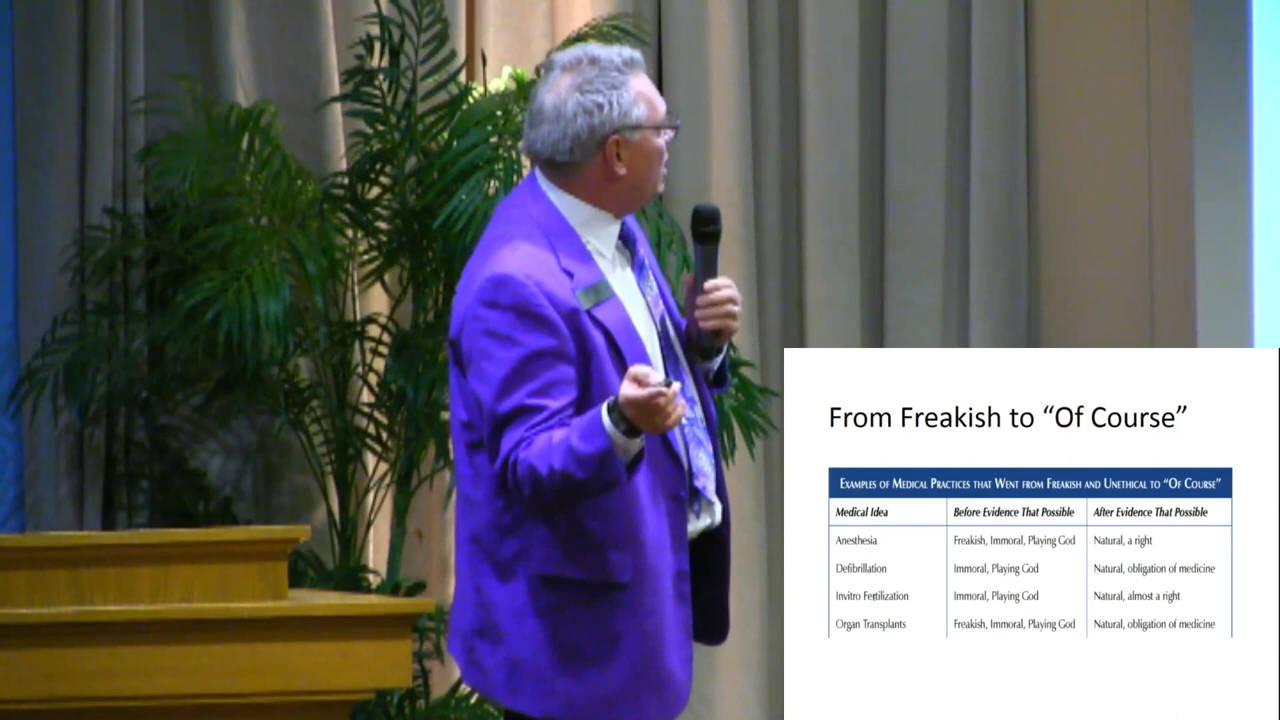 From Freakish to “Of Course”
Examples of Medical Practices that Went from Freakish and Unethical to “Of Course”
Medical Idea Before Evidence That Possible After Evidence That Possible
Anesthesia Freakish, Immoral, Playing God Natural, a right
Defibrillation Immoral, Playing God Natural, obligation of medicine
Invitro Fertilization Immoral, Playing God Natural, almost a right
Organ Transplants Freakish, Immoral, Playing God Natural, obligation of medicine